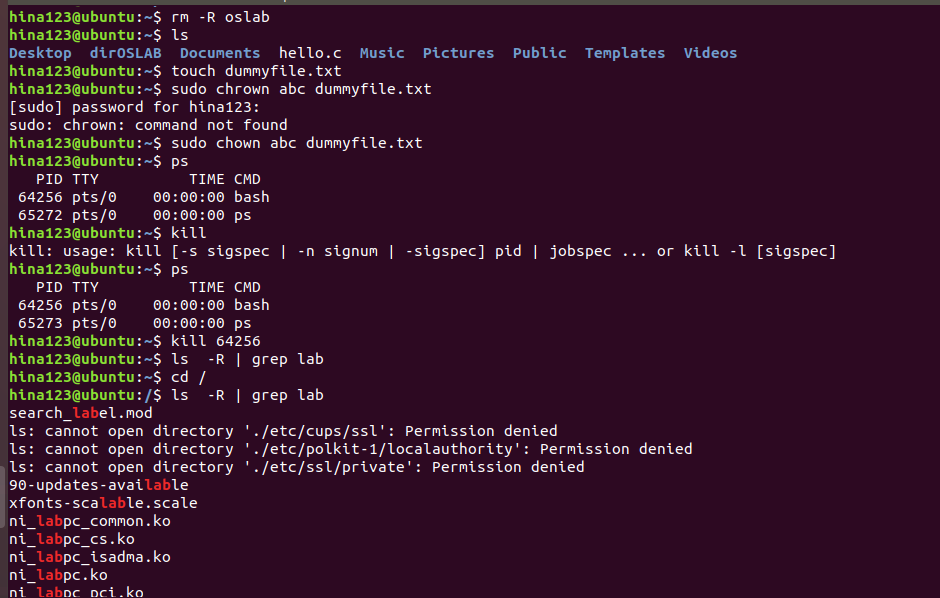 hina123@ubuntu:~$ rm -R oslab
hina123@ubuntu:~$ ls
Desktop  dirOSLAB  Documents  hello.c  Music  Pictures  Public  Templates  Videos
hina123@ubuntu:~$ touch dummyfile.txt
hina123@ubuntu:~$ sudo chrown abc dummyfile.txt
[sudo] password for hina123:
sudo: chrown: command not found
hina123@ubuntu:~$ sudo chown abc dummyfile.txt
hina123@ubuntu:~$ ps
   PID TTY          TIME CMD
 64256 pts/0    00:00:00 bash
 65272 pts/0    00:00:00 ps
hina123@ubuntu:~$ kill
kill: usage: kill [-s sigspec | -n signum | -sigspec] pid | jobspec ... or kill -l [sigspec]
hina123@ubuntu:~$ ps
   PID TTY          TIME CMD
 64256 pts/0    00:00:00 bash
 65273 pts/0    00:00:00 ps
hina123@ubuntu:~$ kill 64256
hina123@ubuntu:~$ ls  -R | grep lab
hina123@ubuntu:~$ cd /
hina123@ubuntu:/$ ls  -R | grep lab
search_label.mod
ls: cannot open directory './etc/cups/ssl': Permission denied
ls: cannot open directory './etc/polkit-1/localauthority': Permission denied
ls: cannot open directory './etc/ssl/private': Permission denied
90-updates-available
xfonts-scalable.scale
ni_labpc_common.ko
ni_labpc_cs.ko
ni_labpc_isadma.ko
ni_labpc.ko
ni_labpc_pci.ko